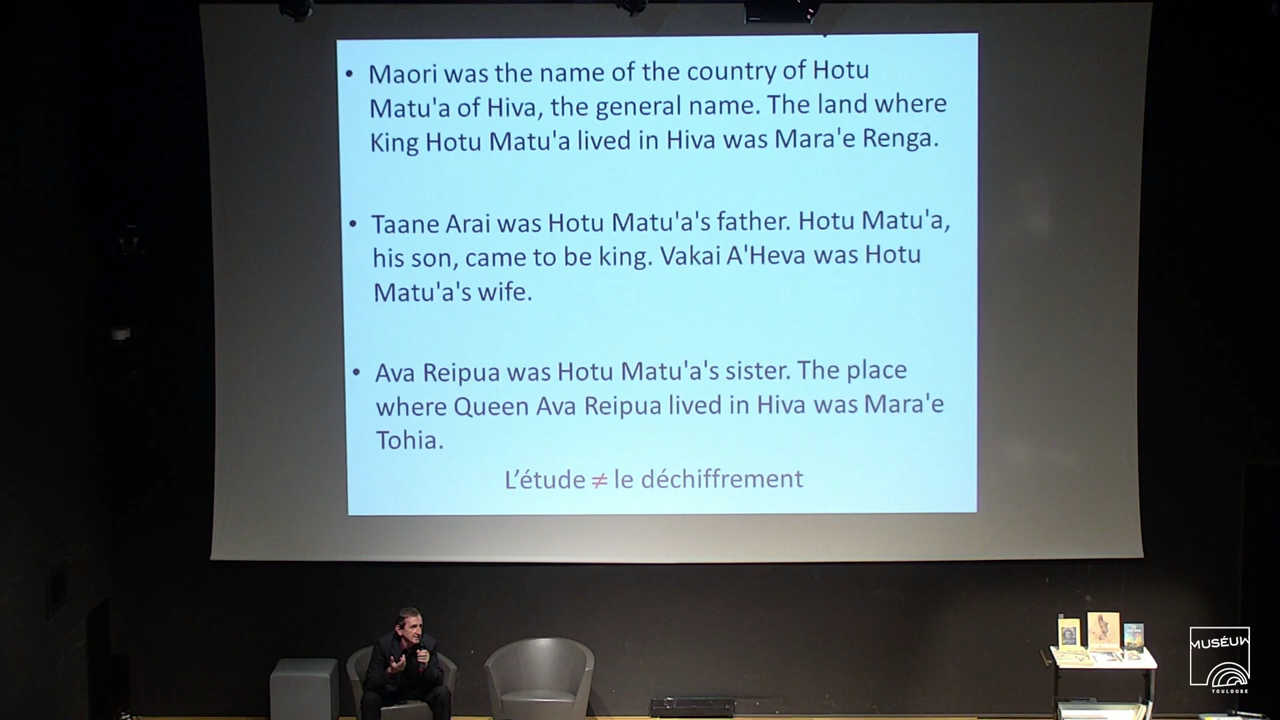 • Maori was the name of the country of Hotu
Matu'a of Hiva, the general name. The land where
King Hotu Matu'a lived in Hiva was Mara'e Renga.
• Taane Arai was Hotu Matu'a's father. Hotu Matu'a,
his son, came to be king. Vakai A'Heva was Hotu
Matu'a's wife.
• Ava Reipua was Hotu Matu'a's sister. The place
where Queen Ava Reipua lived in Hiva was Mara'e
Tohia.
L’étude ≠ le déchiffrement
MUSÉUM
TOULOUSE